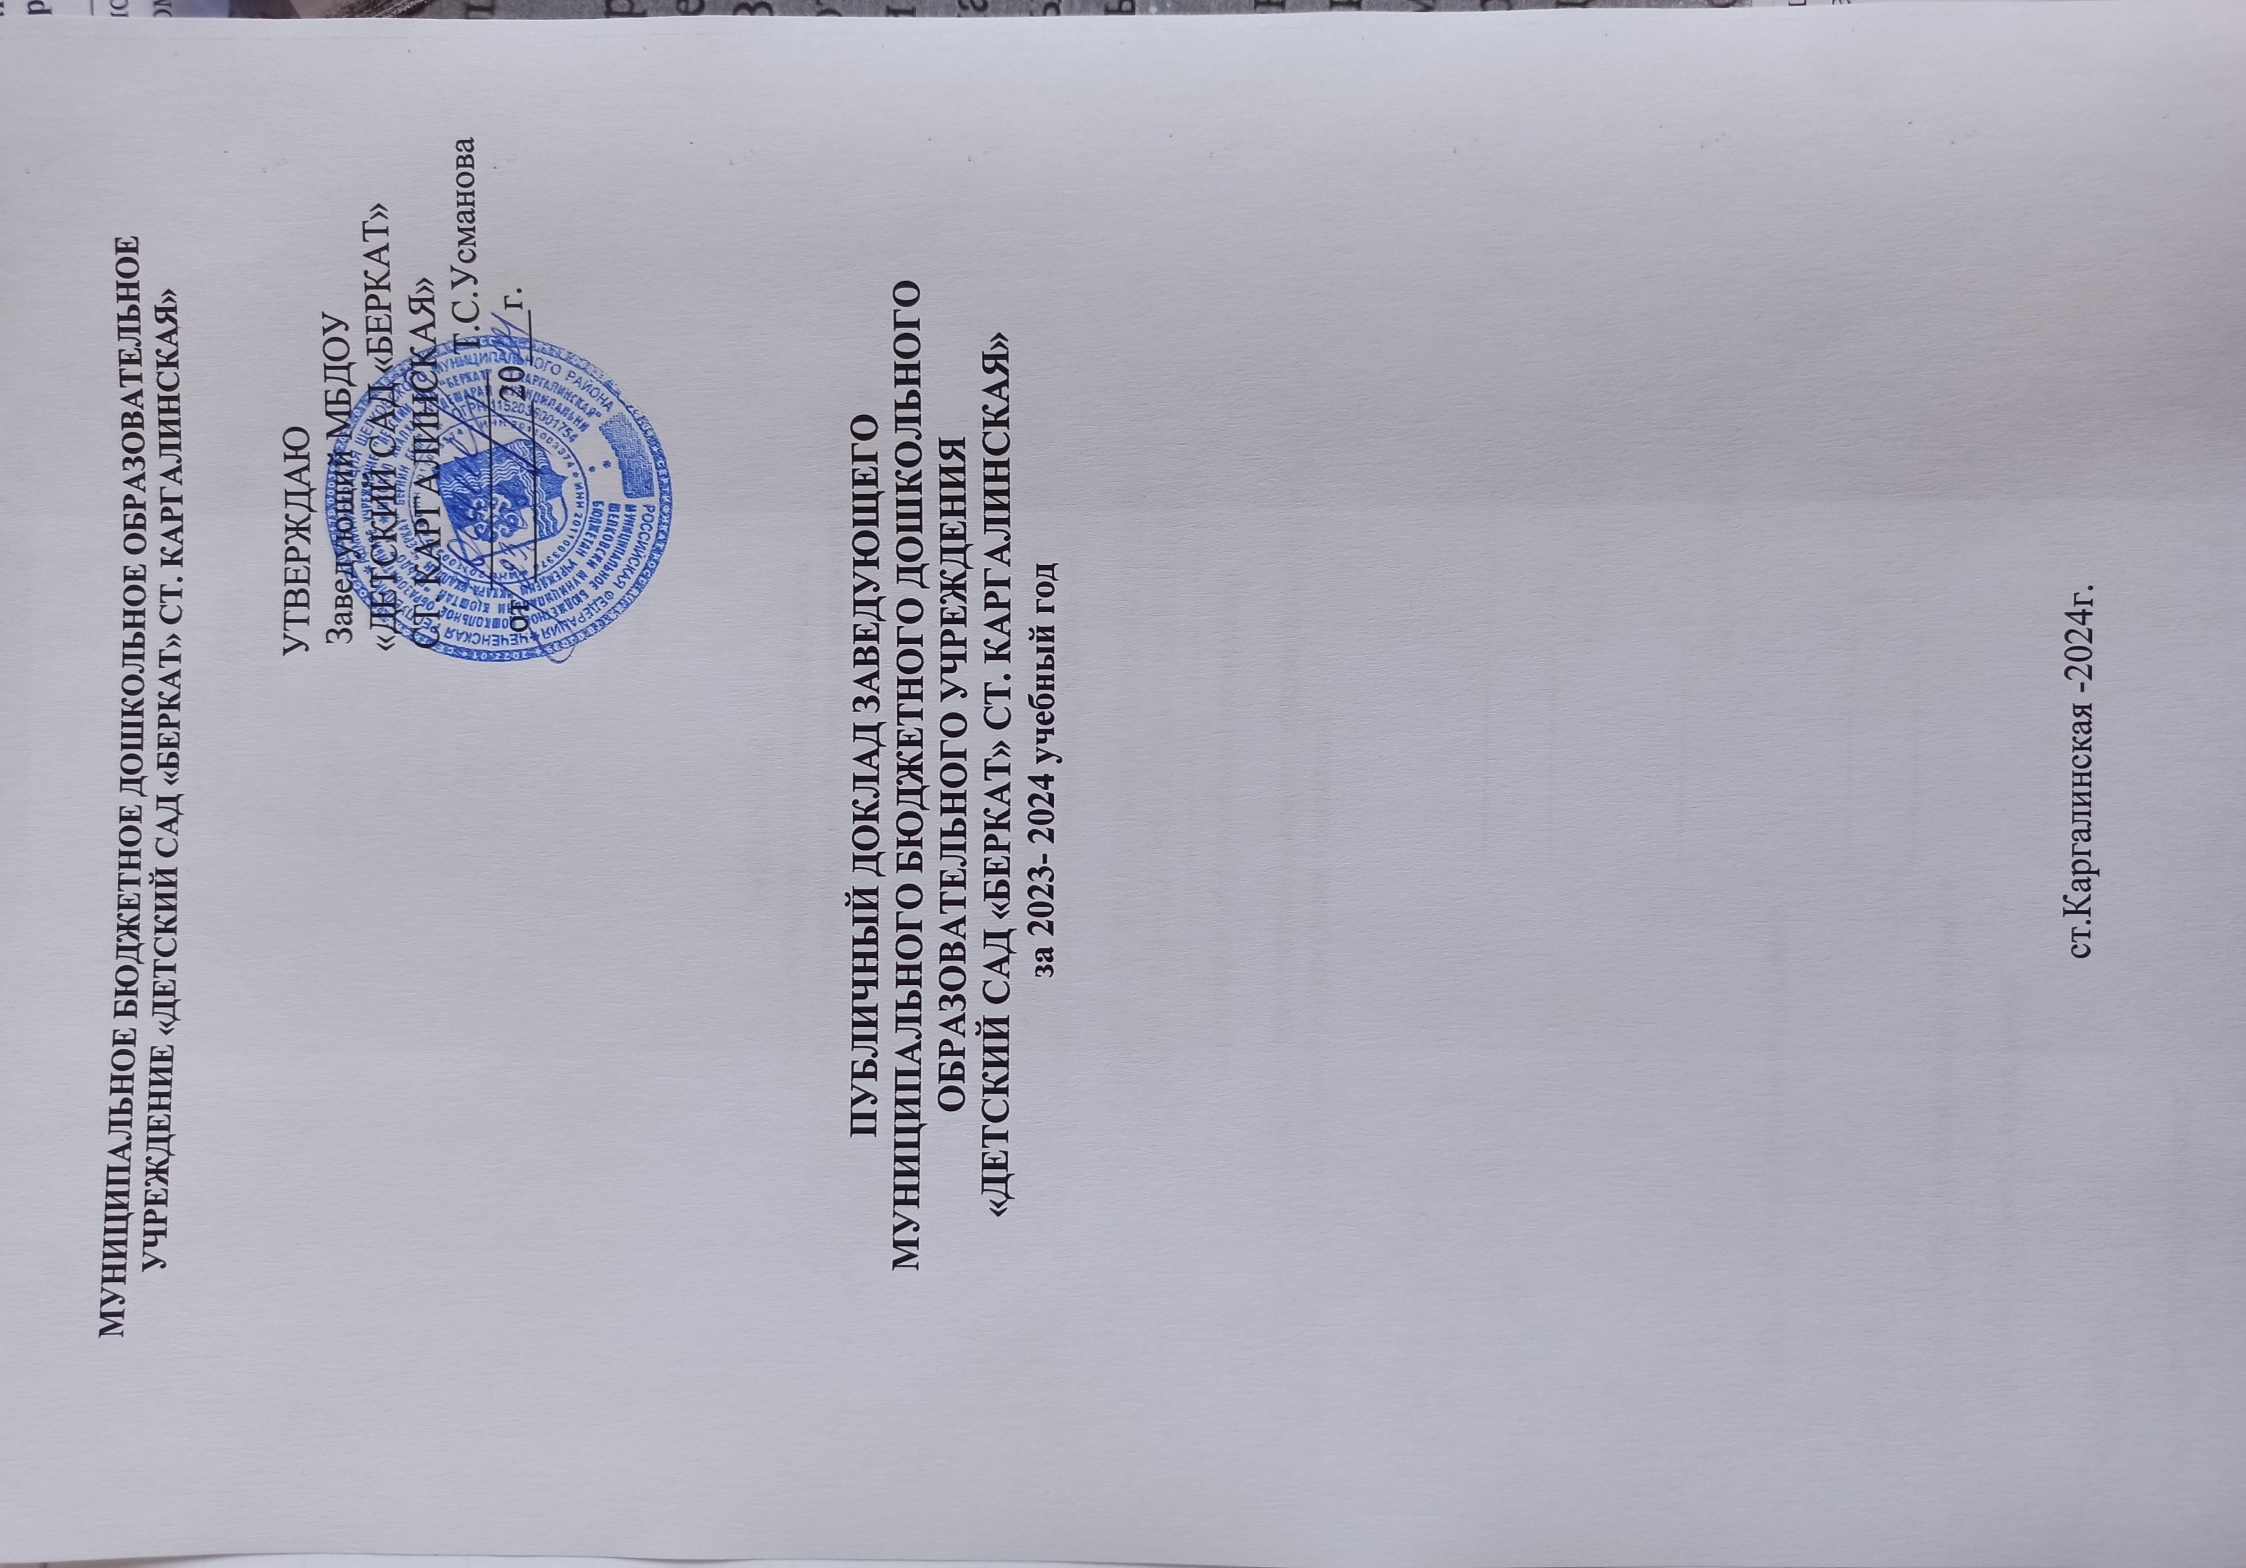 МУНИЦИПАЛЬНОЕ БЮДЖЕТНОЕ ДОШКОЛЬНОЕ ОБРАЗОВАТЕЛЬНОЕ
УЧРЕЖДЕНИЕ «ДЕТСКИЙ САД «БЕРКАТ» СТ. КАРГАЛИНСКАЯ»
УТВЕРЖДАЮ
Заведующий МБДОУ
«ДЕТСКИЙ САД «БЕРКАТ»
СТ. КАРГАЛИНСКАЯ»
Т.С.Усманова
от 20 г.
ПУБЛИЧНЫЙ ДОКЛАД ЗАВЕДУЮЩЕГО
МУНИЦИПАЛЬНОГО БЮДЖЕТНОГО ДОШКОЛЬНОГО
ОБРАЗОВАТЕЛЬНОГО УЧРЕЖДЕНИЯ
«ДЕТСКИЙ САД «БЕРКАТ» СТ. КАРГАЛИНСКАЯ»
за 2023- 2024 учебный год
ст.Каргалинская -2024г.